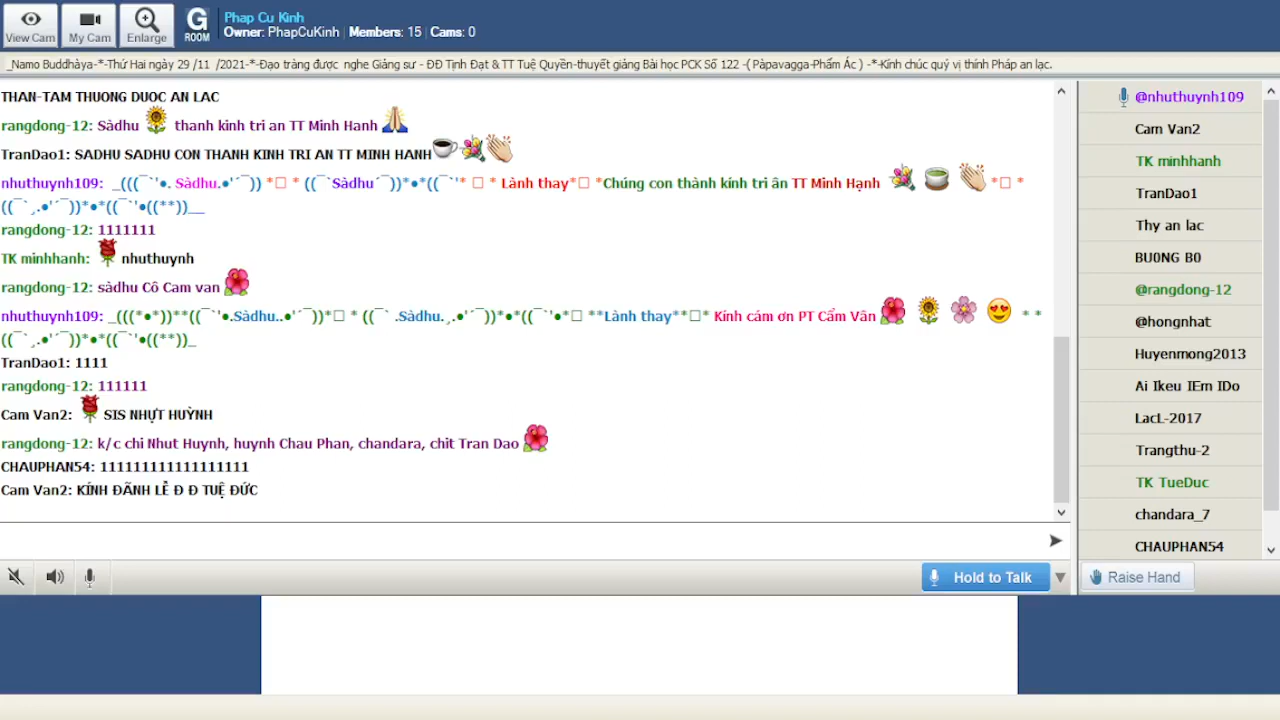 View Cam
My Cam
Enlarge
G
ROOM
Phap Cu Kinh
Owner: PhapCuKinh | Members: 15 | Cams: 0
_Namo Buddhàya-*-Thứ Hai ngày 29 /11 /2021-*-Đạo tràng được nghe Giảng sư - ĐĐ Tịnh Đạt & TT Tuệ Quyền-thuyết giảng Bài học PCK Số 122 -( Pàpavagga-Phẩm Ác ) -*-Kính chúc quý vị thính Pháp an lạc.
THAN-TAM THUONG DUOC AN LAC
rangdong-12: Sàdhu 🌻 thanh kinh tri an TT Minh Hanh 🙏
TranDao1: SADHU SADHU CON THANH KINH TRI AN TT MINH HANH☕💐👏
nhuthuynh109: _(((¯`'•. Sàdhu.•'´¯)) *□ * ((¯`Sàdhu´¯))*•*((¯`'* □ * Lành thay*□ *Chúng con thành kính tri ân TT Minh Hạnh 💐 🍵 👏 *□ *
((¯`¸.•'´¯))*•*((¯`'•((**))__
rangdong-12: 1111111
TK minhhanh: 🌹nhuthuynh
rangdong-12: sàdhu Cô Cam van 🌺
nhuthuynh109: _(((*•*))**((¯`'•.Sàdhu..•'´¯))*□ * ((¯` .Sàdhu.¸.•'´¯))*•*((¯`'•*□ **Lành thay**□* Kính cám ơn PT Cẩm Vân 🌺 🌻 🌸 😍 * *
((¯`¸.•'´¯))*•*((¯`'•((**))_
TranDao1: 1111
rangdong-12: 111111
Cam Van2: 🌹SIS NHỰT HUỲNH
rangdong-12: k/c chi Nhut Huynh, huynh Chau Phan, chandara, chit Tran Dao 🌺
CHAUPHAN54: 111111111111111111
Cam Van2: KÍNH ĐÃNH LỄ Đ Đ TUỆ ĐỨC
@nhuthuynh109
Cam Van2
TK minhhanh
TranDao1
Thy an lac
BU0NG B0
@rangdong-12
@hongnhat
Huyenmong2013
Ai Ikeu IEm IDo
LacL-2017
Trangthu-2
TK TueDuc
chandara_7
CHAUPHAN54
Hold to Talk
Raise Hand